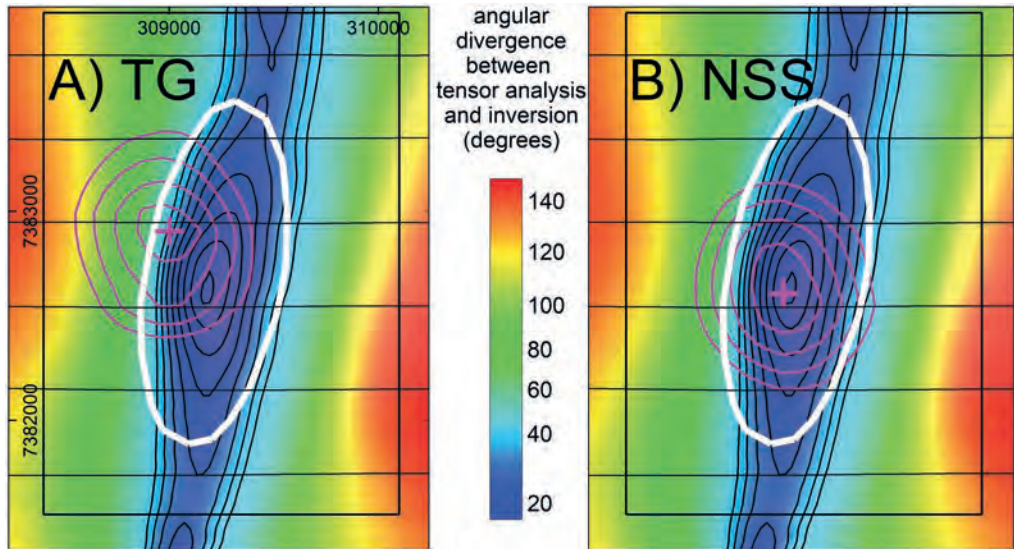 309000
310000
A) TG
7383000
7382000
angular
divergence
between
tensor analysis
and inversion
(degrees)
140
120
100
80
60
40
20
B) NSS